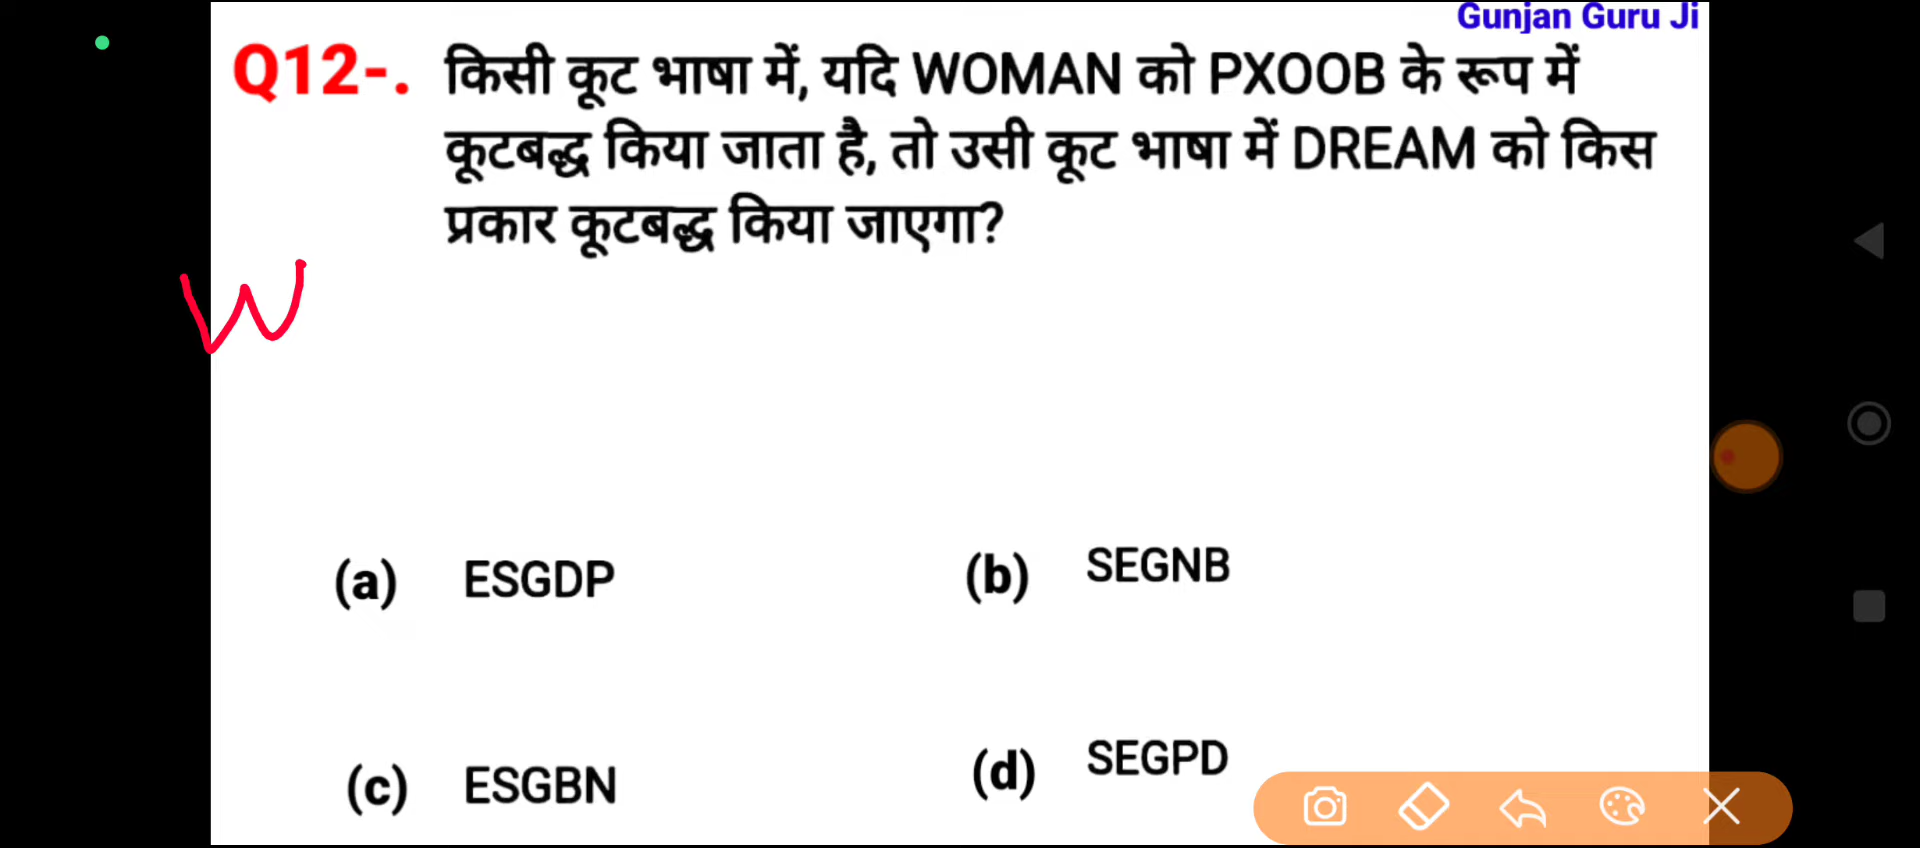 Gunjan Guru Ji
Q12-. किसी कूट भाषा में, यदि WOMAN को PXOOB के रूप में
कूटबद्ध किया जाता है, तो उसी कूट भाषा में DREAM को किस
प्रकार कूटबद्ध किया जाएगा?
W
(a) ESGDP
(b) SEGNB
(c) ESGBN
(d) SEGPD